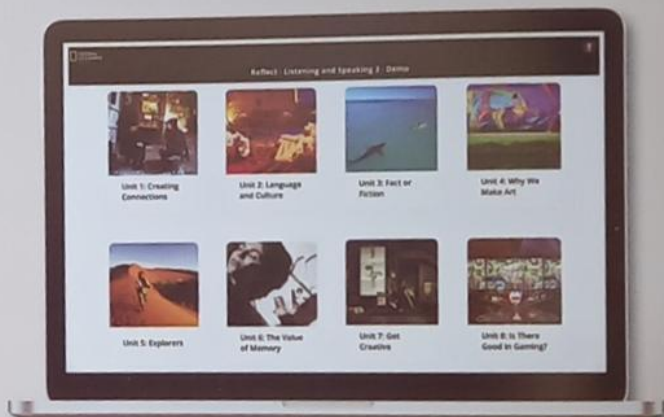 NATIONAL
GEOGRAPHIC
Reflect : Listening and Speaking 3 : Demo
Unit 1: Creating
Connections
Unit 2: Language
and Culture
Unit 3: Fact or
Fiction
Unit 4: Why We
Make Art
Unit 5: Explorers
Unit 6: The Value
of Memory
Unit 7: Get
Creative
Unit 8: Is There
Good in Gaming?